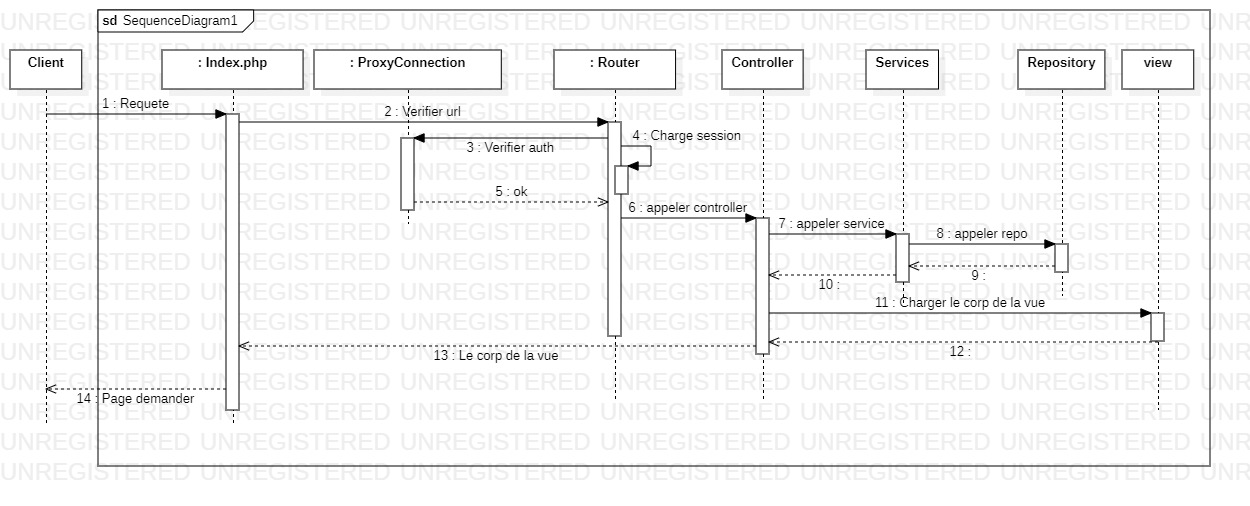 sd SequenceDiagram1
Client
: Index.php
: ProxyConnection
: Router
Controller
Services
Repository
view
1 : Requete
2 : Verifier url
3 : Verifier auth
4 : Charge session
5 : ok
6 : appeler controller
7 : appeler service
8 : appeler repo
9 :
10 :
11 : Charger le corp de la vue
12 :
13 : Le corp de la vue
14 : Page demander
UNREGISTERED